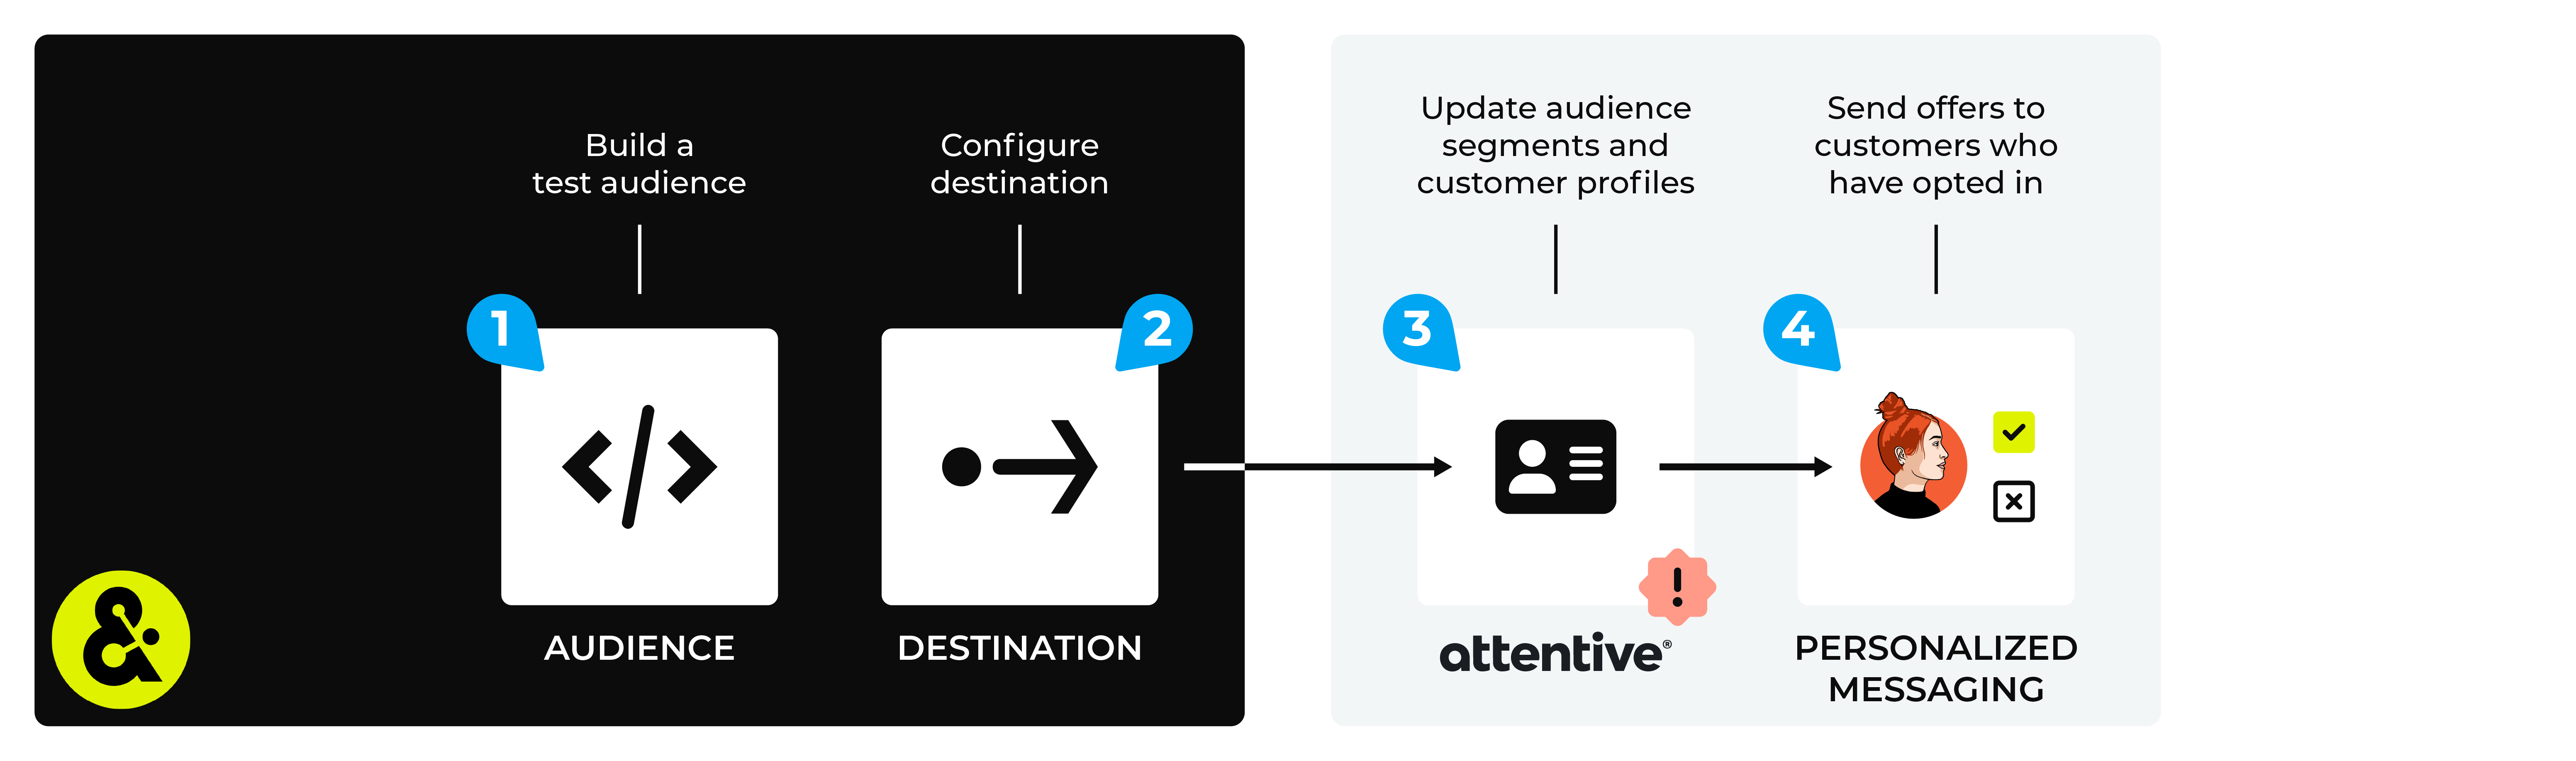 Build a
test audience
Configure
destination
Update audience
segments and
customer profiles
Send offers to
customers who
have opted in
1
2
3
4
</>
!
&
AUDIENCE
DESTINATION
attentive®
PERSONALIZED
MESSAGING